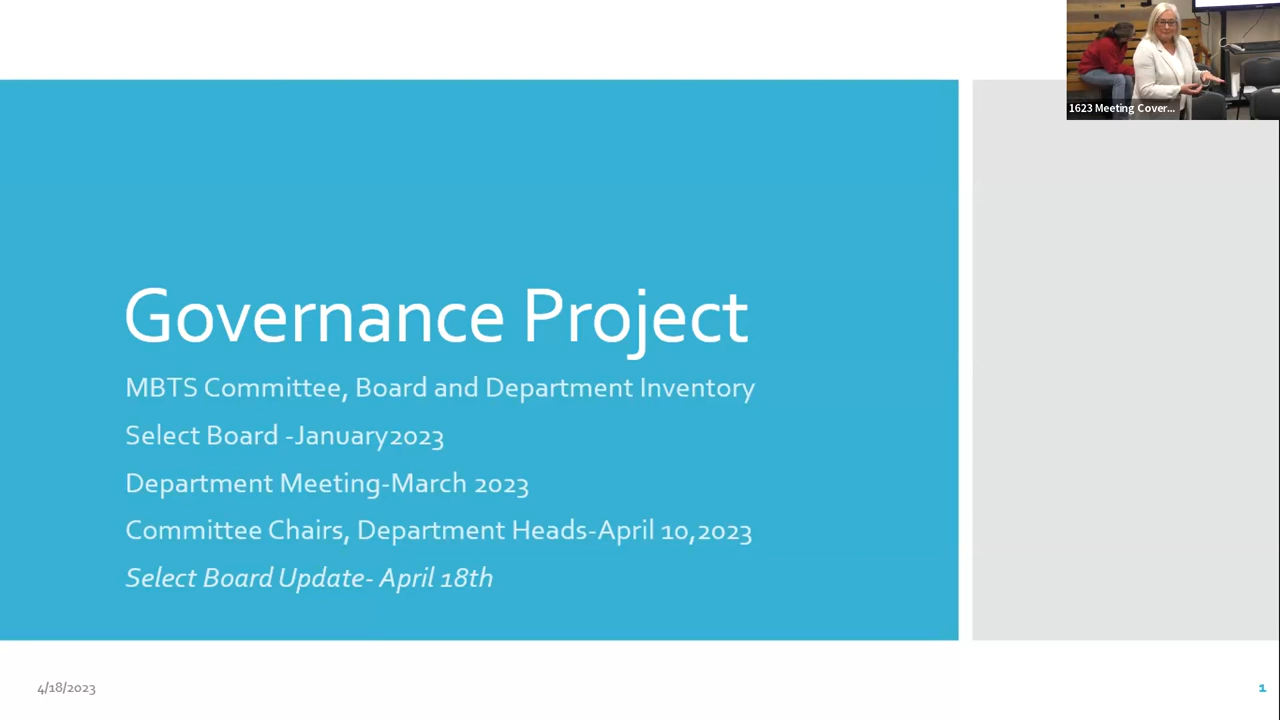 1623 Meeting Cover...
Governance Project
MBTS Committee, Board and Department Inventory
Select Board -January2023
Department Meeting-March 2023
Committee Chairs, Department Heads-April 10,2023
Select Board Update- April 18th
4/18/2023
1